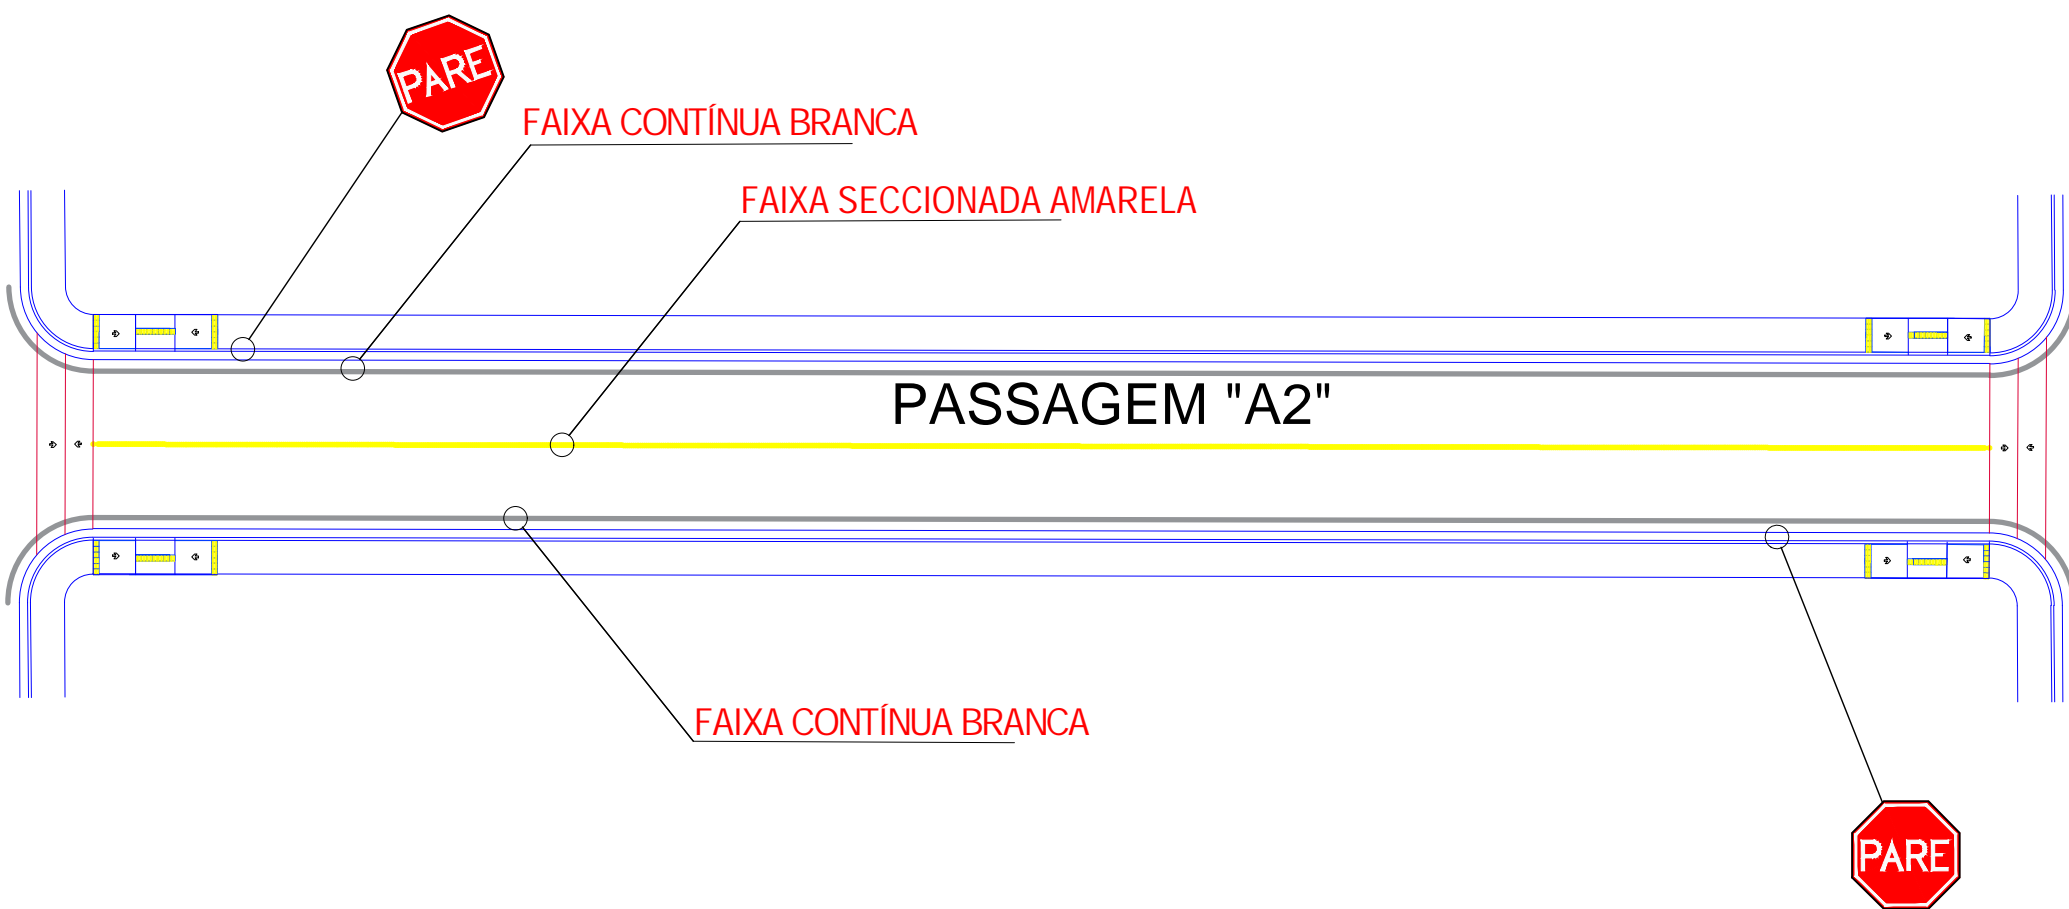 PARE
FAIXA CONTÍNUA BRANCA
FAIXA SECCIONADA AMARELA
PASSAGEM "A2"
FAIXA CONTÍNUA BRANCA
PARE